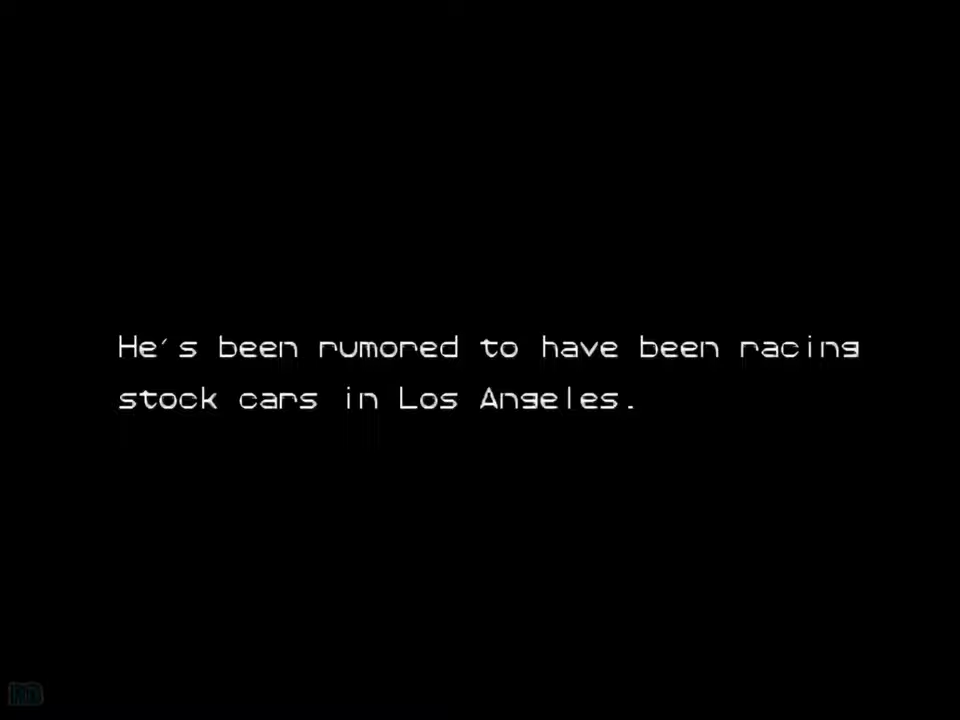 He's been rumored to have been racing
stock cars in Los Angeles.